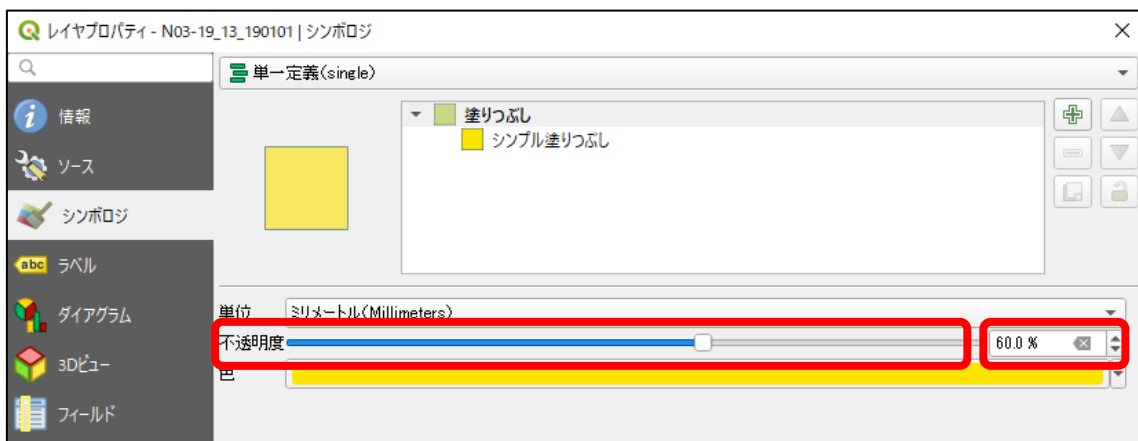 レイヤプロパティ - N03-19_13_190101 | シンボロジ
単一定義(single)
情報
塗りつぶし
シンプル塗りつぶし
ソース
シンボロジ
abc ラベル
ダイアグラム
単位 ミリメートル(Millimeters)
不透明度 60.0 %
3Dビュー
色
フィールド